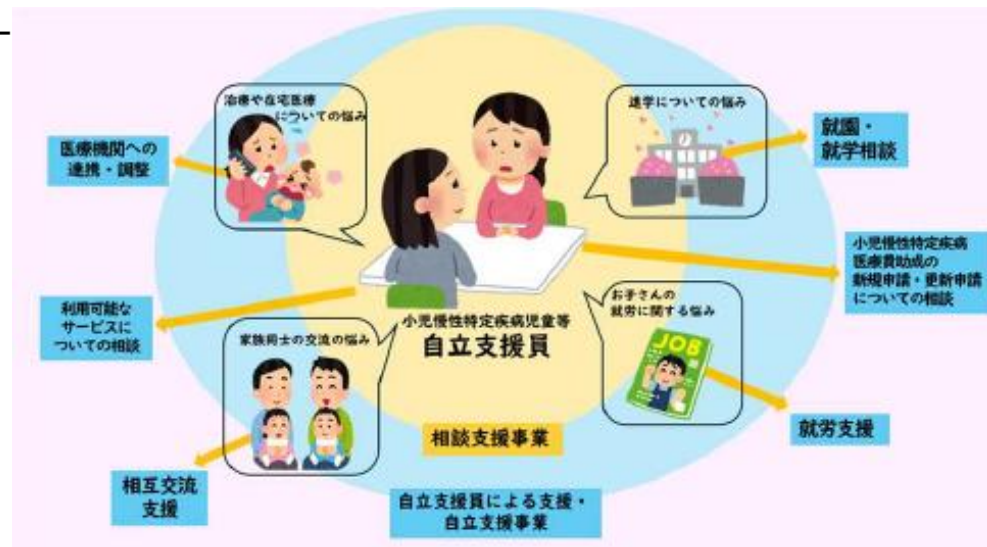 治療や在宅医療
についての悩み
進学についての悩み
医療機関への
連携・調整
就園・
就学相談
小児慢性特定疾病
医療費助成の
新規申請・更新申請
についての相談
利用可能な
サービスに
ついての相談
小児慢性特定疾病児童等
自立支援員
お子さんの
就労に関する悩み
JOB
家族同士の交流の悩み
相談支援事業
就労支援
相互交流
支援
自立支援員による支援・
自立支援事業